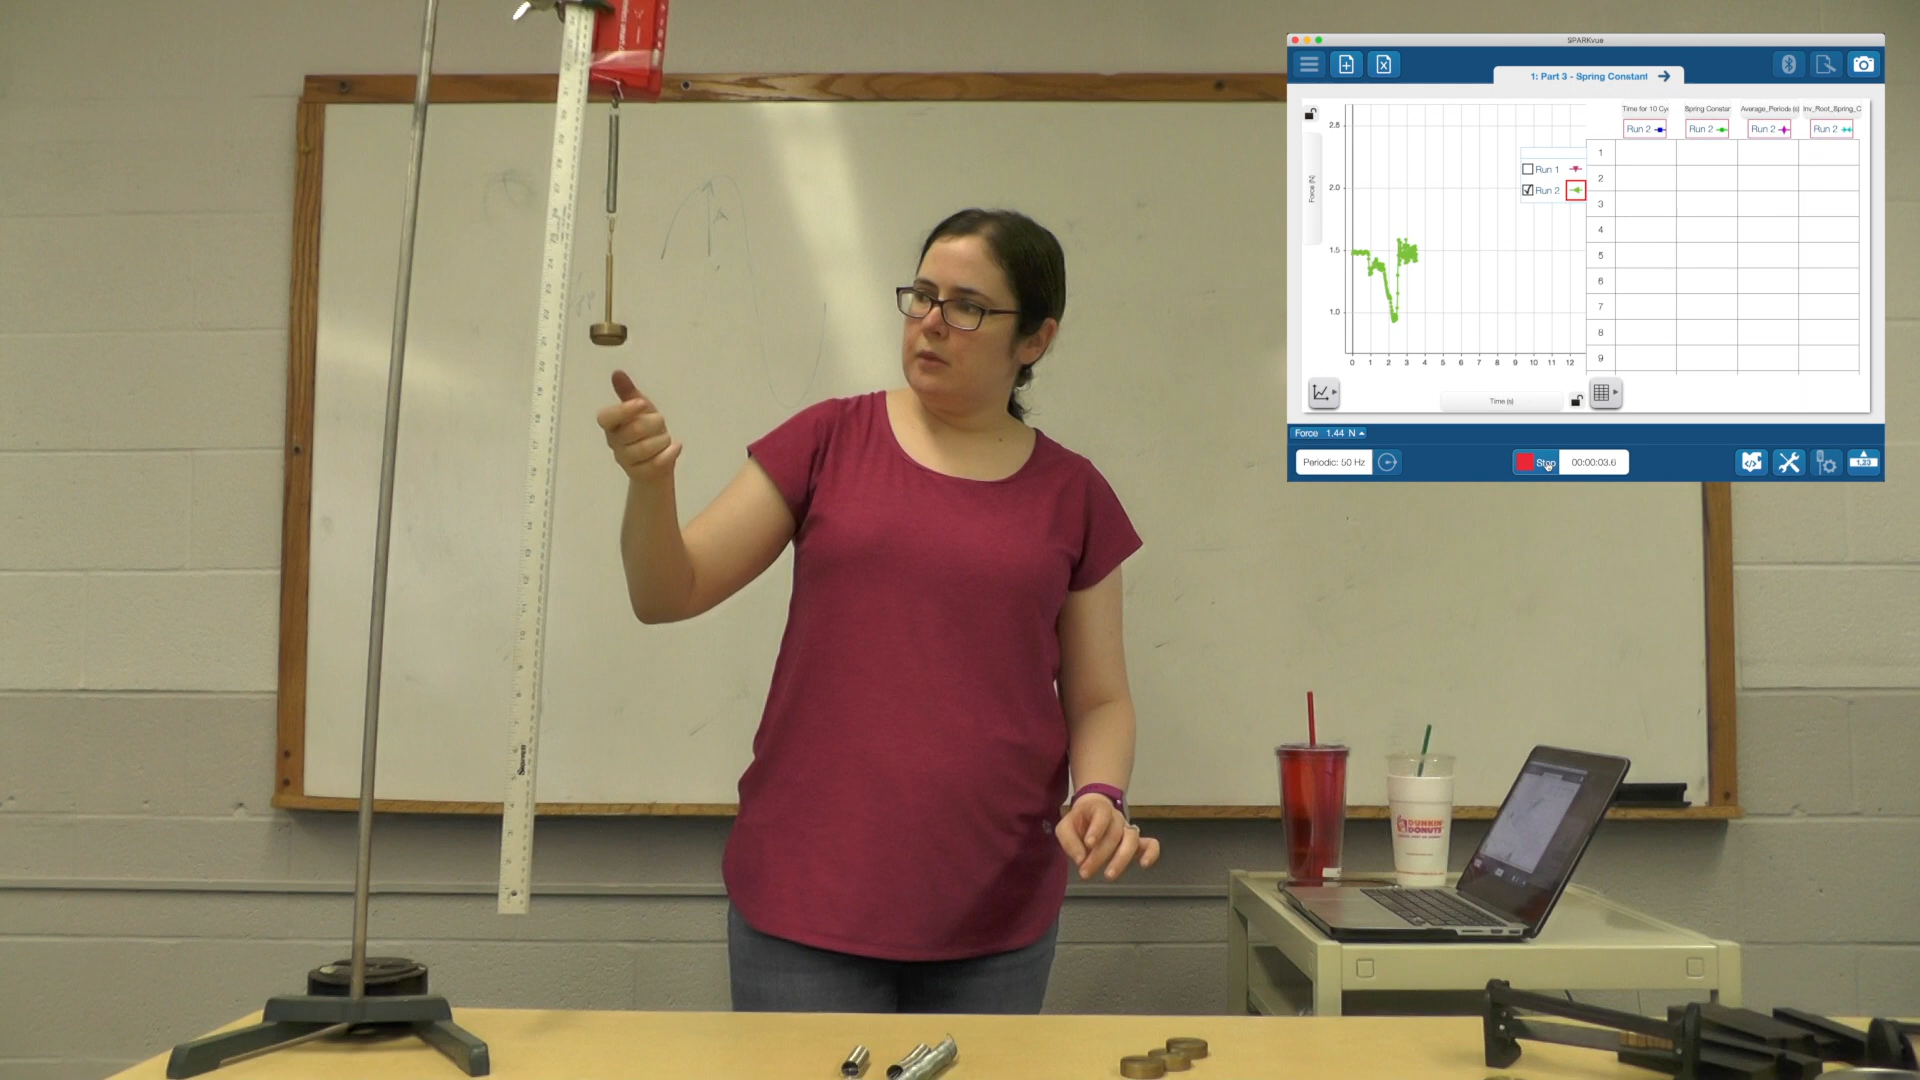 SPARKvue
1: Part 3 - Spring Constant
Time for 10 Cy
Spring Constar
Average_Periods (s)
Inv_Root_Spring_C
Run 2
Run 2
Run 2
Run 2
2.5
2.0
1.5
1.0
Force (N)
Run 1
Run 2
1
2
3
4
5
6
7
8
9
0 1 2 3 4 5 6 7 8 9 10 11 12
Time (s)
Force 1.44 N
Periodic: 50 Hz
Stop
00:00:03.6
1.23
A
DUNKIN'
DONUTS